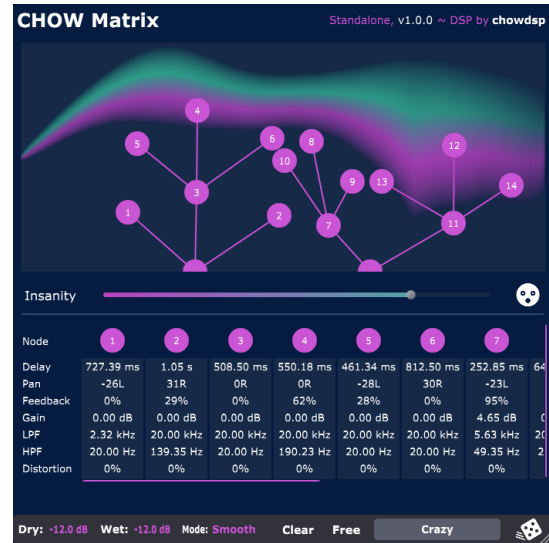 CHOW Matrix
Standalone, v1.0.0 ~ DSP by chowdsp
4
5
6
8
12
10
3
9
13
14
1
2
7
11
Insanity
Node 1 2 3 4 5 6 7
Delay 727.39 ms 1.05 s 508.50 ms 550.18 ms 461.34 ms 812.50 ms 252.85 ms 64
Pan -26L 31R 0R 0R -28L 30R -23L
Feedback 0% 29% 0% 62% 28% 0% 95%
Gain 0.00 dB 0.00 dB 0.00 dB 0.00 dB 0.00 dB 0.00 dB 4.65 dB
LPF 2.32 kHz 20.00 kHz 20.00 kHz 20.00 kHz 20.00 kHz 20.00 kHz 5.63 kHz 20
HPF 20.00 Hz 139.35 Hz 20.00 Hz 190.23 Hz 20.00 Hz 20.00 Hz 49.35 Hz 2
Distortion 0% 0% 0% 0% 0% 0% 0%
Dry: -12.0 dB Wet: -12.0 dB Mode: Smooth Clear Free Crazy